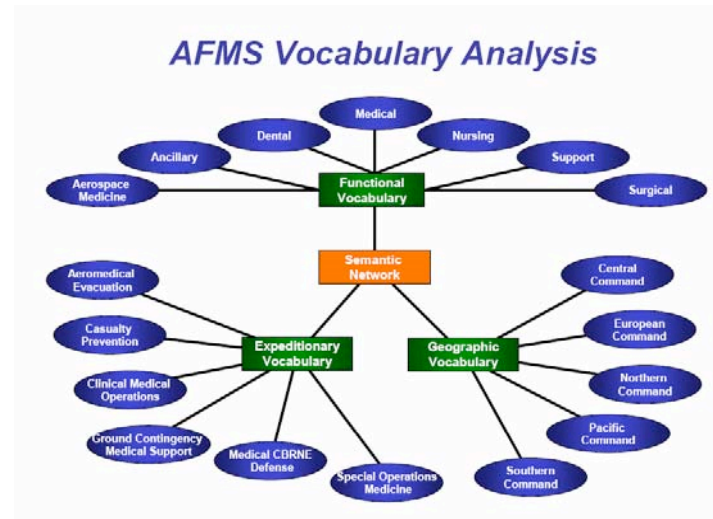 AFMS Vocabulary Analysis
Medical
Dental
Nursing
Ancillary
Support
Aerospace
Medicine
Functional
Vocabulary
Surgical
Semantic
Network
Aeromedical
Evacuation
Central
Command
Casualty
Prevention
European
Command
Expeditionary
Vocabulary
Geographic
Vocabulary
Clinical Medical
Operations
Northern
Command
Ground Contingency
Medical Support
Pacific
Command
Medical CBRNE
Defense
Special Operations
Medicine
Southern
Command